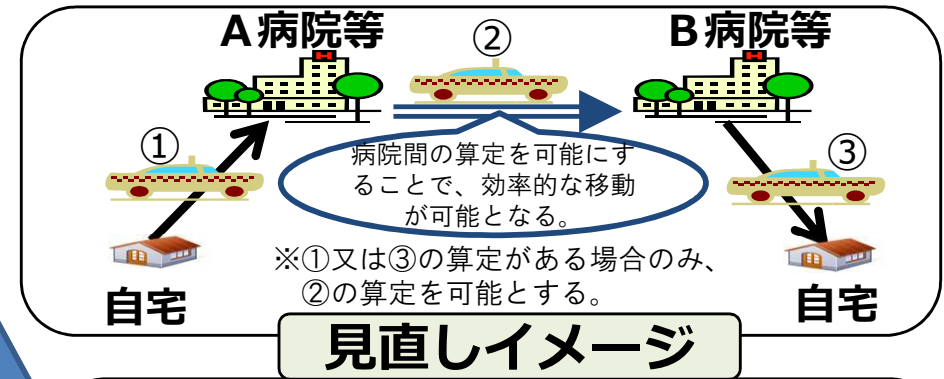 A病院等
②
B病院等
①
③
病院間の算定を可能にす
ることで、効率的な移動
が可能となる。
※①又は③の算定がある場合のみ、
②の算定を可能とする。
自宅
自宅
見直しイメージ